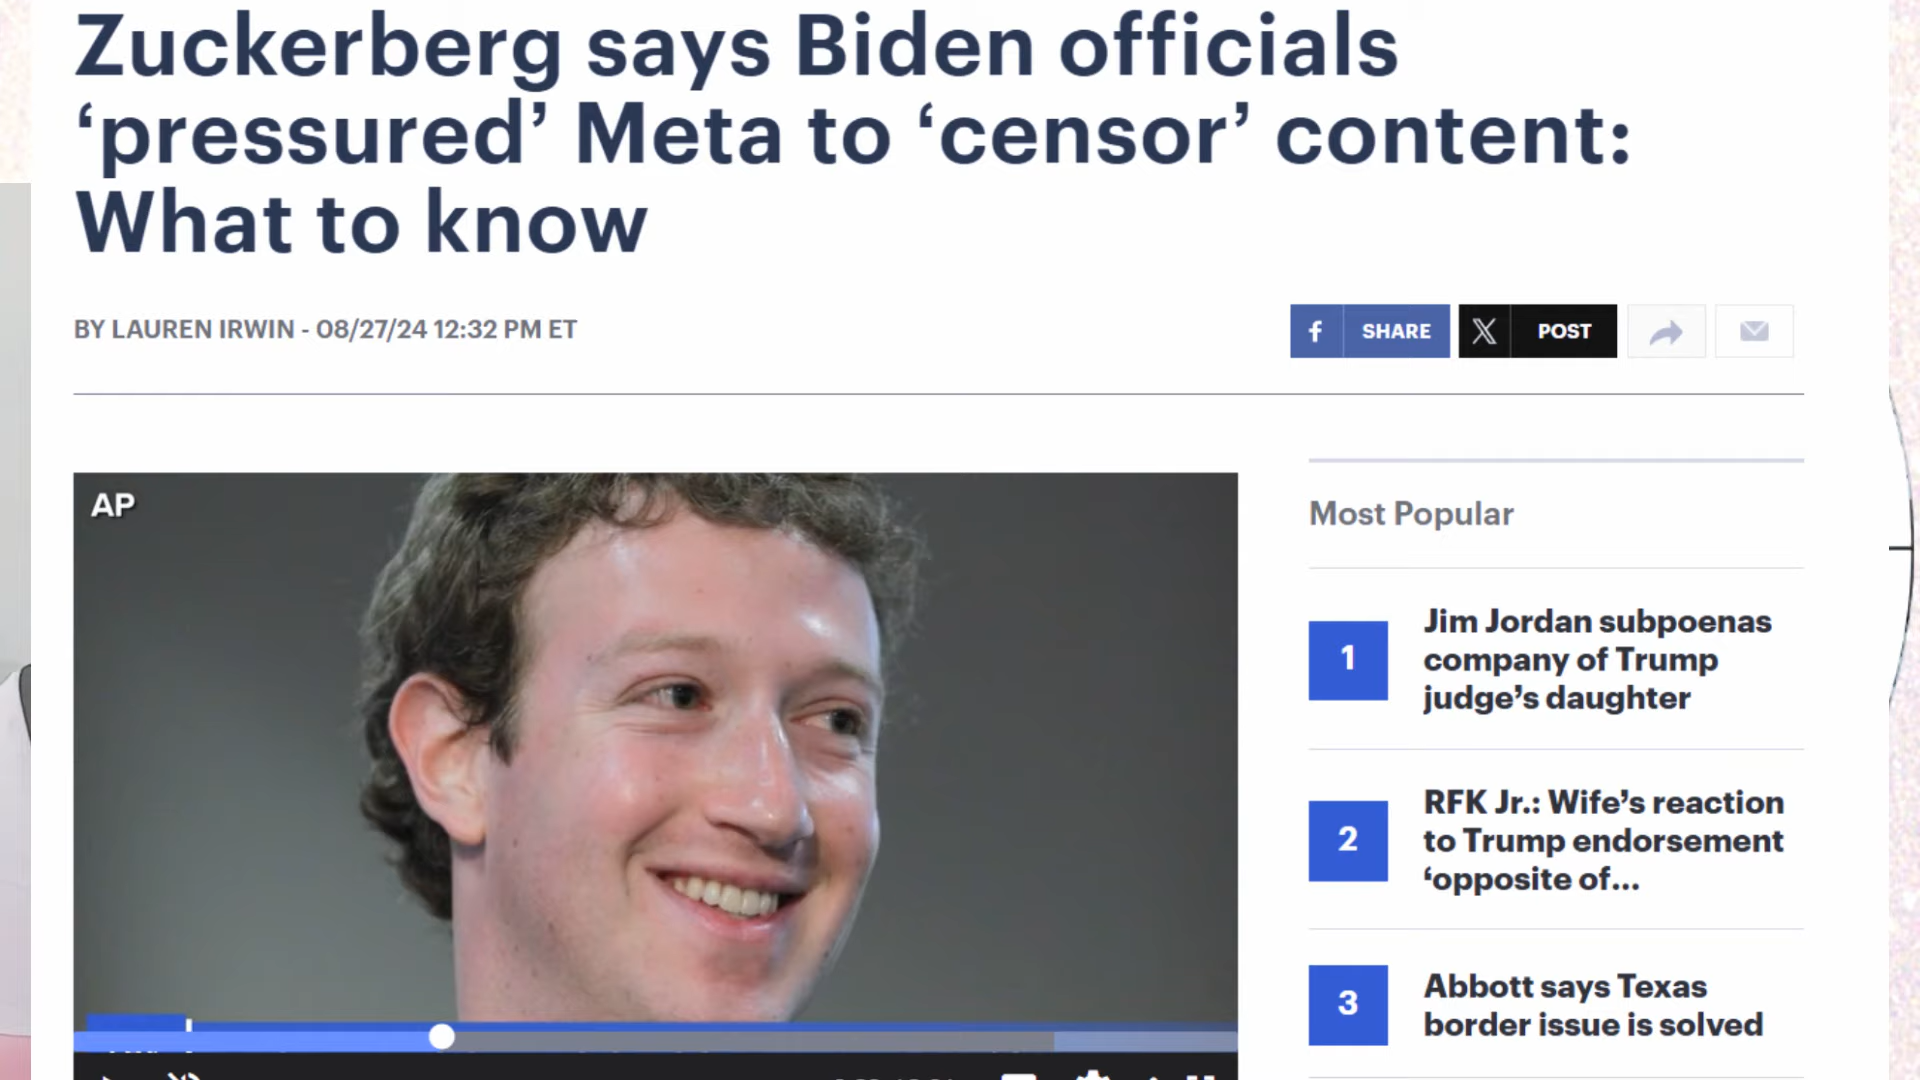 Zuckerberg says Biden officials
‘pressured’ Meta to ‘censor’ content:
What to know
BY LAUREN IRWIN - 08/27/24 12:32 PM ET
f SHARE
X POST
AP
Most Popular
1
Jim Jordan subpoenas
company of Trump
judge’s daughter
2
RFK Jr.: Wife’s reaction
to Trump endorsement
‘opposite of...
3
Abbott says Texas
border issue is solved